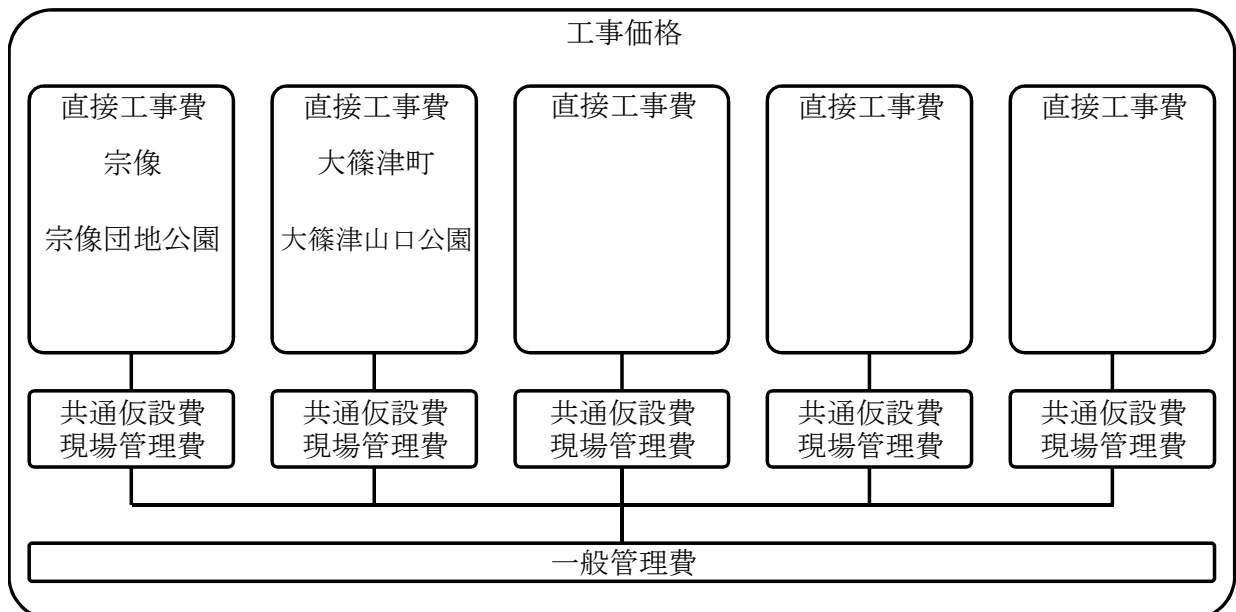 工事価格
直接工事費
宗像
宗像団地公園
直接工事費
大篠津町
大篠津山口公園
直接工事費
直接工事費
直接工事費
共通仮設費
現場管理費
共通仮設費
現場管理費
共通仮設費
現場管理費
共通仮設費
現場管理費
共通仮設費
現場管理費
一般管理費